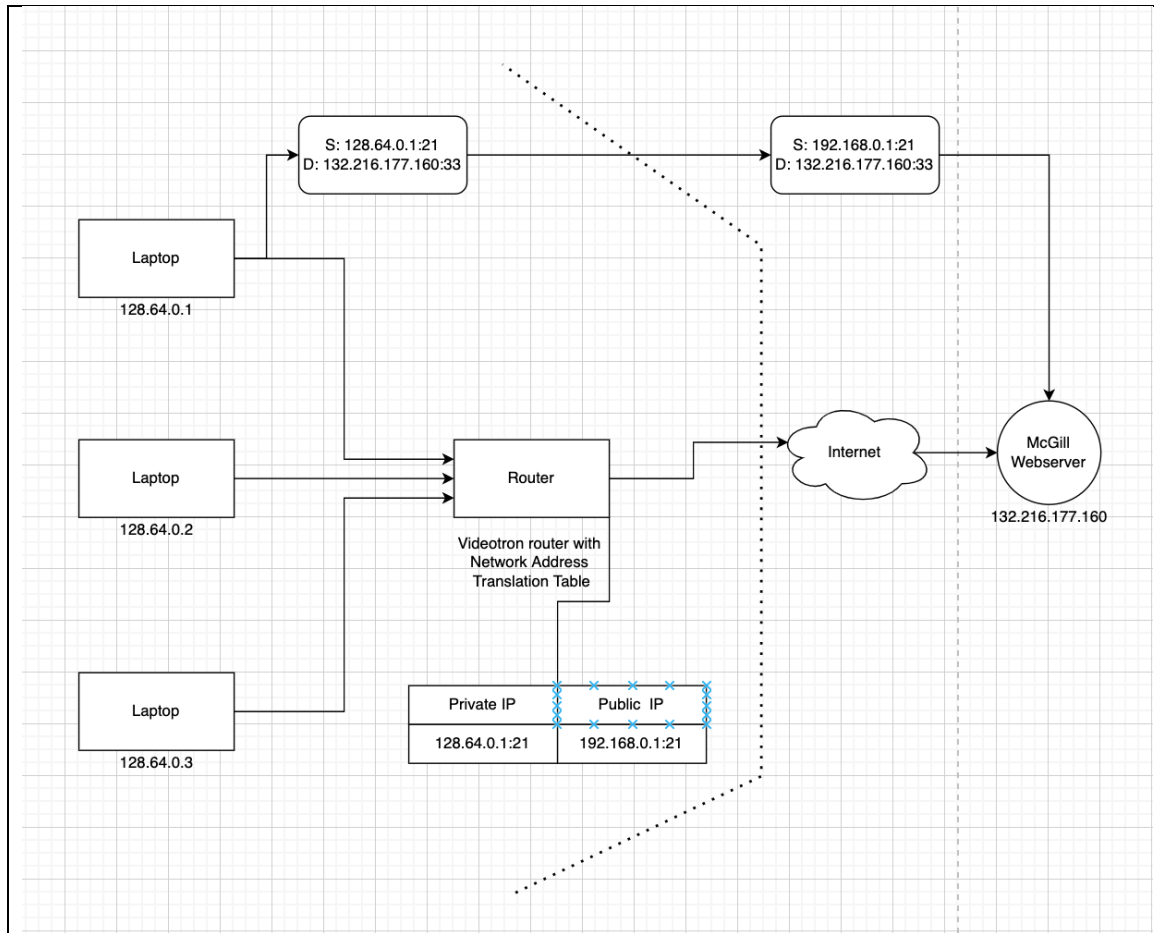 S: 128.64.0.1:21
D: 132.216.177.160:33
S: 192.168.0.1:21
D: 132.216.177.160:33
Laptop
128.64.0.1
Laptop
128.64.0.2
Router
Videotron router with
Network Address
Translation Table
Internet
McGill
Webserver
132.216.177.160
Laptop
128.64.0.3
Private IP
Public IP
128.64.0.1:21
192.168.0.1:21